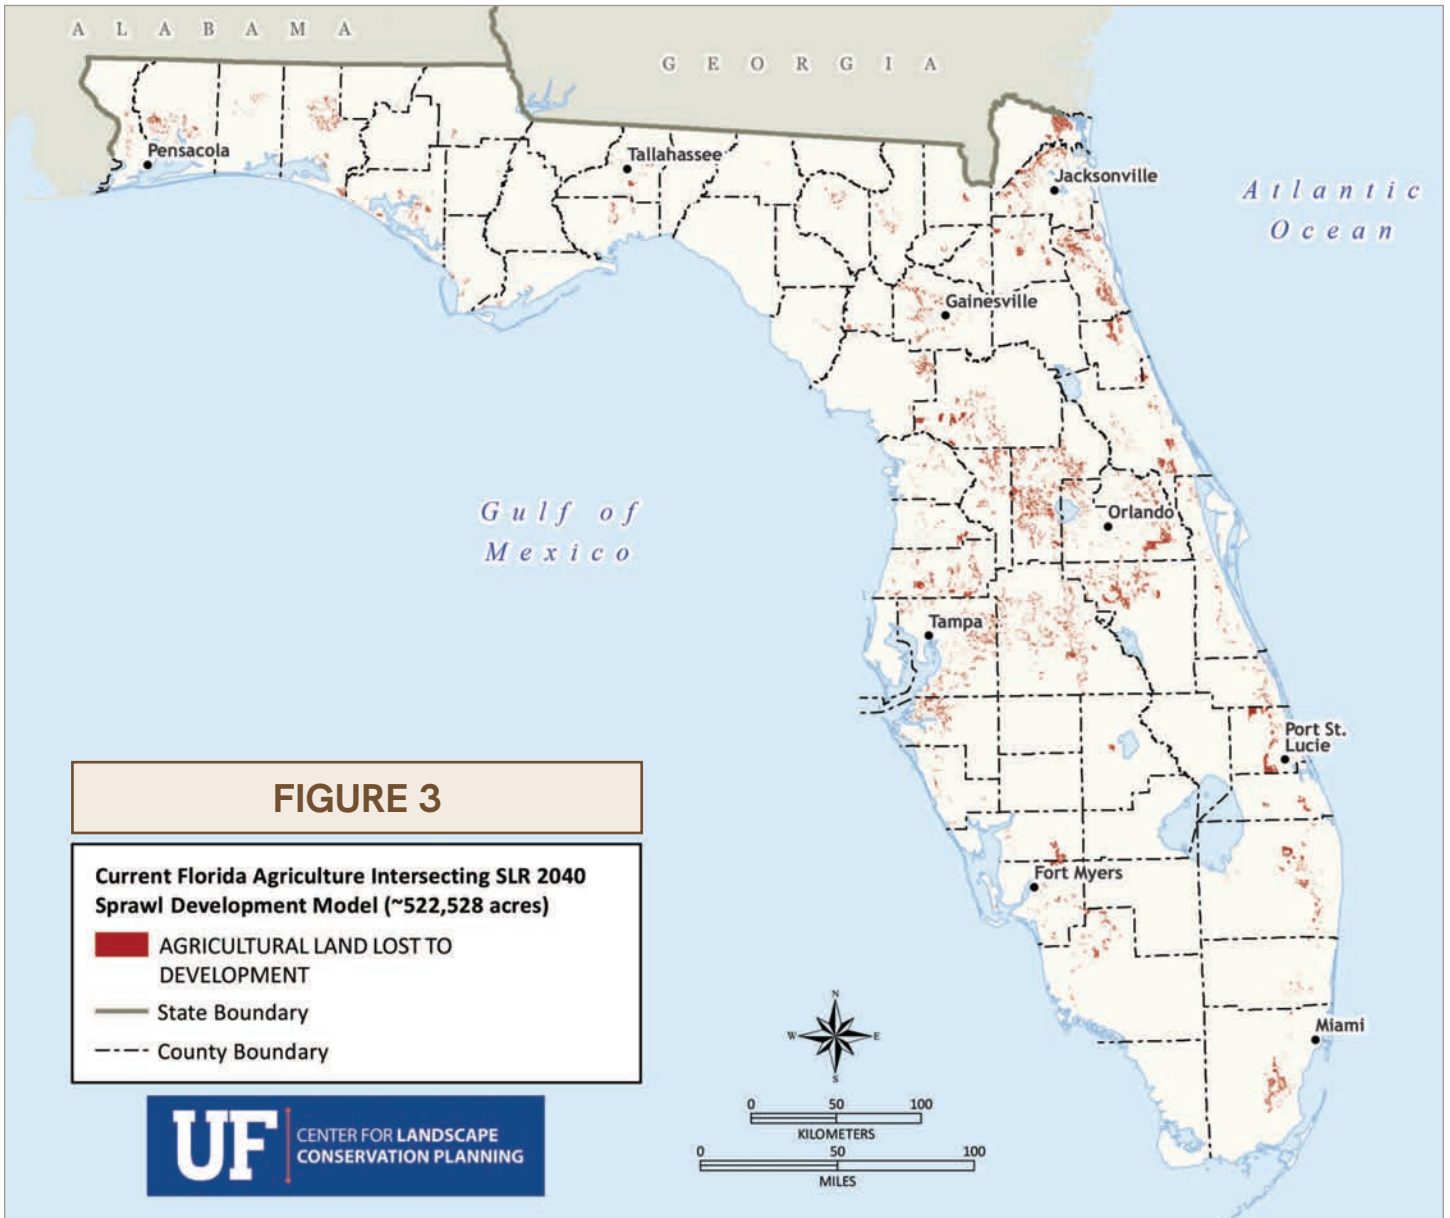 A L A B A M A
G E O R G I A
Pensacola
Tallahassee
Jacksonville
Atlantic
Ocean
Gainesville
Gulf of
Mexico
Orlando
Tampa
Port St.
Lucie
FIGURE 3
Current Florida Agriculture Intersecting SLR 2040
Sprawl Development Model (~522,528 acres)
AGRICULTURAL LAND LOST TO
DEVELOPMENT
State Boundary
County Boundary
Fort Myers
Miami
N
W E
S
0 50 100
KILOMETERS
0 50 100
MILES
UF
CENTER FOR LANDSCAPE
CONSERVATION PLANNING